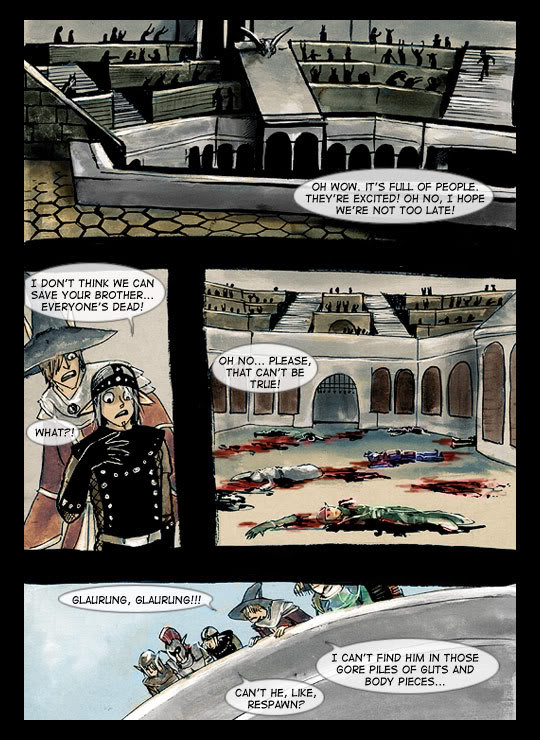 OH WOW. IT'S FULL OF PEOPLE.
THEY'RE EXCITED! OH NO, I HOPE
WE'RE NOT TOO LATE!
I DON'T THINK WE CAN
SAVE YOUR BROTHER...
EVERYONE'S DEAD!
WHAT?!
OH NO... PLEASE,
THAT CAN'T BE
TRUE!
GLAURUNG, GLAURUNG!!!
I CAN'T FIND HIM IN THOSE
GORE PILES OF GUTS AND
BODY PIECES...
CAN'T HE, LIKE,
RESPAWN?